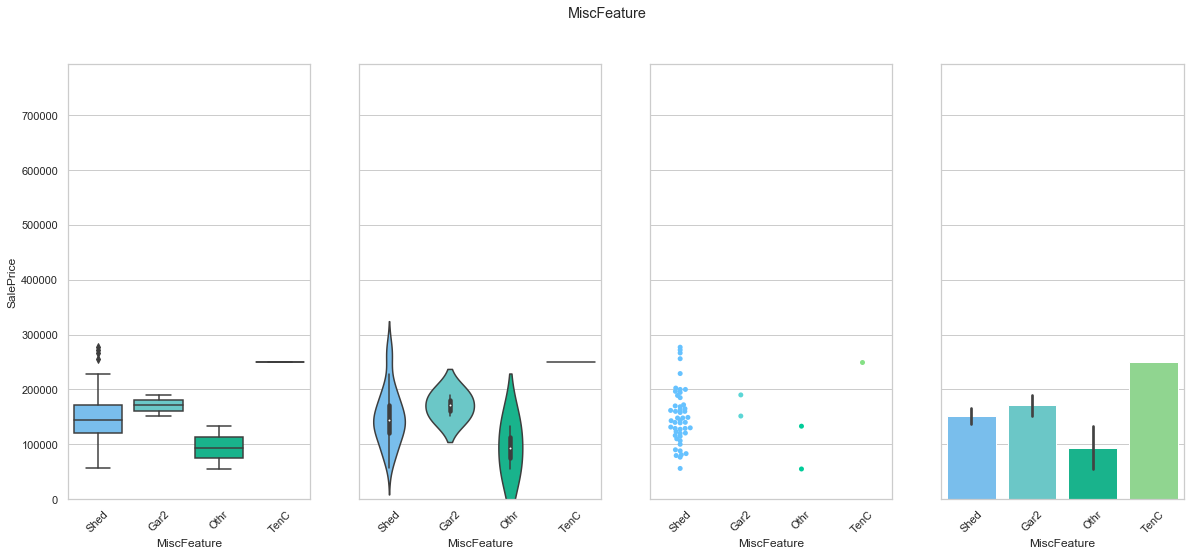 MiscFeature
700000
600000
500000
400000
300000
200000
100000
0
SalePrice
Shed Gar2 Othr TenC
MiscFeature
Shed Gar2 Othr TenC
MiscFeature
Shed Gar2 Othr TenC
MiscFeature
Shed Gar2 Othr TenC
MiscFeature